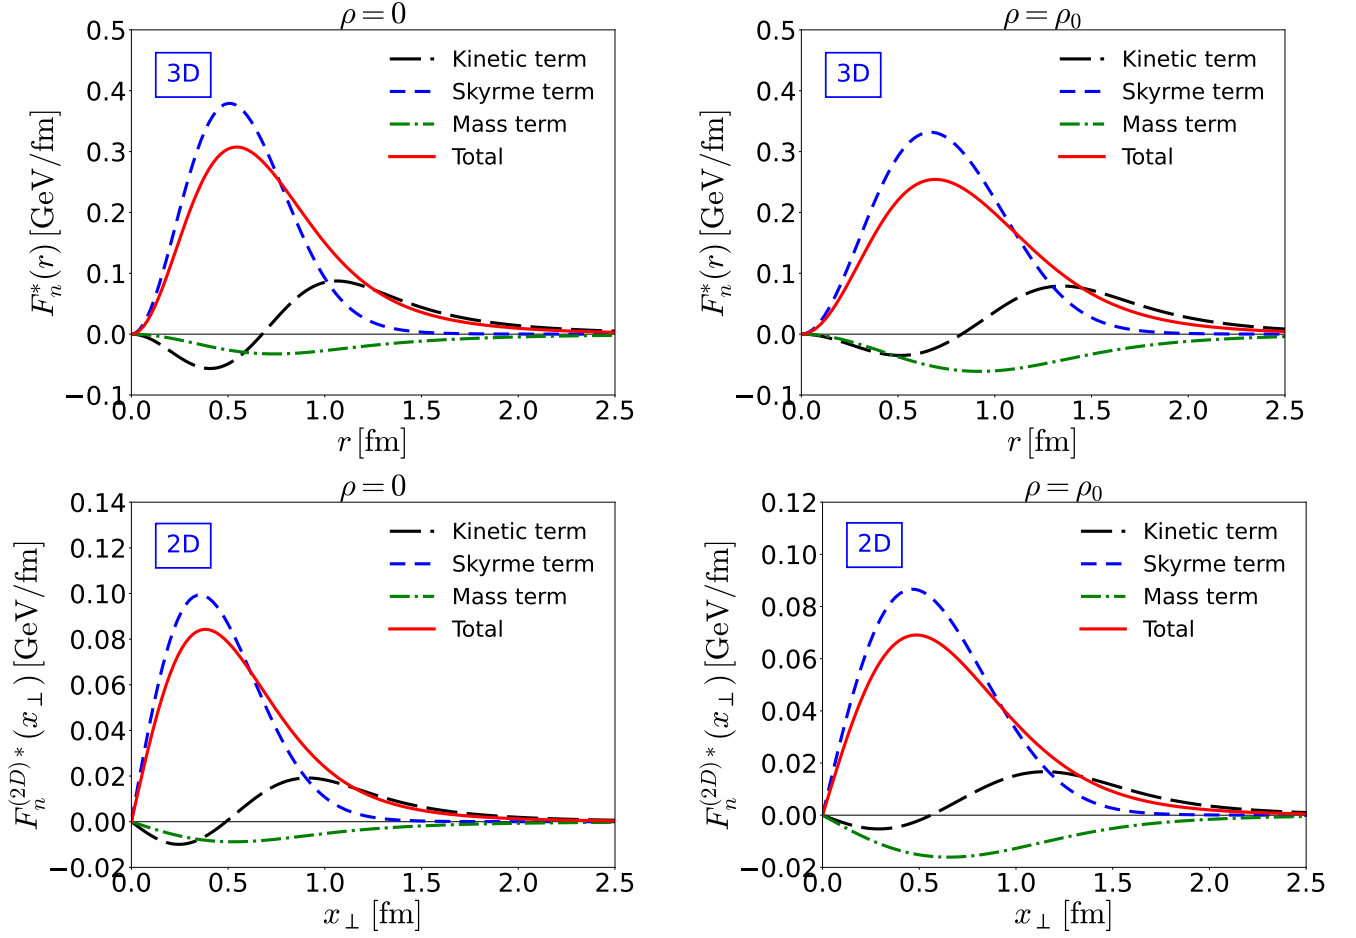 ρ = 0
3D
Kinetic term
Skyrme term
Mass term
Total
0.5
0.4
0.3
0.2
0.1
0.0
−0.1
F*n(r) [GeV/fm]
0.0 0.5 1.0 1.5 2.0 2.5
r [fm]
ρ = ρ0
3D
Kinetic term
Skyrme term
Mass term
Total
0.5
0.4
0.3
0.2
0.1
0.0
−0.1
F*n(r) [GeV/fm]
0.0 0.5 1.0 1.5 2.0 2.5
r [fm]
ρ = 0
2D
Kinetic term
Skyrme term
Mass term
Total
0.14
0.12
0.10
0.08
0.06
0.04
0.02
0.00
−0.02
F(2D)*n(x⊥) [GeV/fm]
0.0 0.5 1.0 1.5 2.0 2.5
x⊥ [fm]
ρ = ρ0
2D
Kinetic term
Skyrme term
Mass term
Total
0.12
0.10
0.08
0.06
0.04
0.02
0.00
−0.02
F(2D)*n(x⊥) [GeV/fm]
0.0 0.5 1.0 1.5 2.0 2.5
x⊥ [fm]